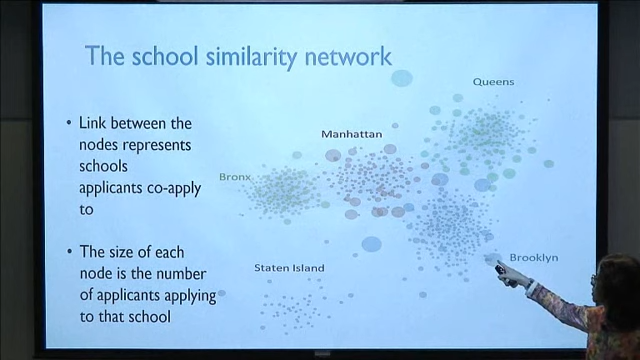 The school similarity network
Queens
• Link between the
nodes represents
schools
applicants co-apply
to
Manhattan
Bronx
• The size of each
node is the number
of applicants applying
to that school
Staten Island
Brooklyn